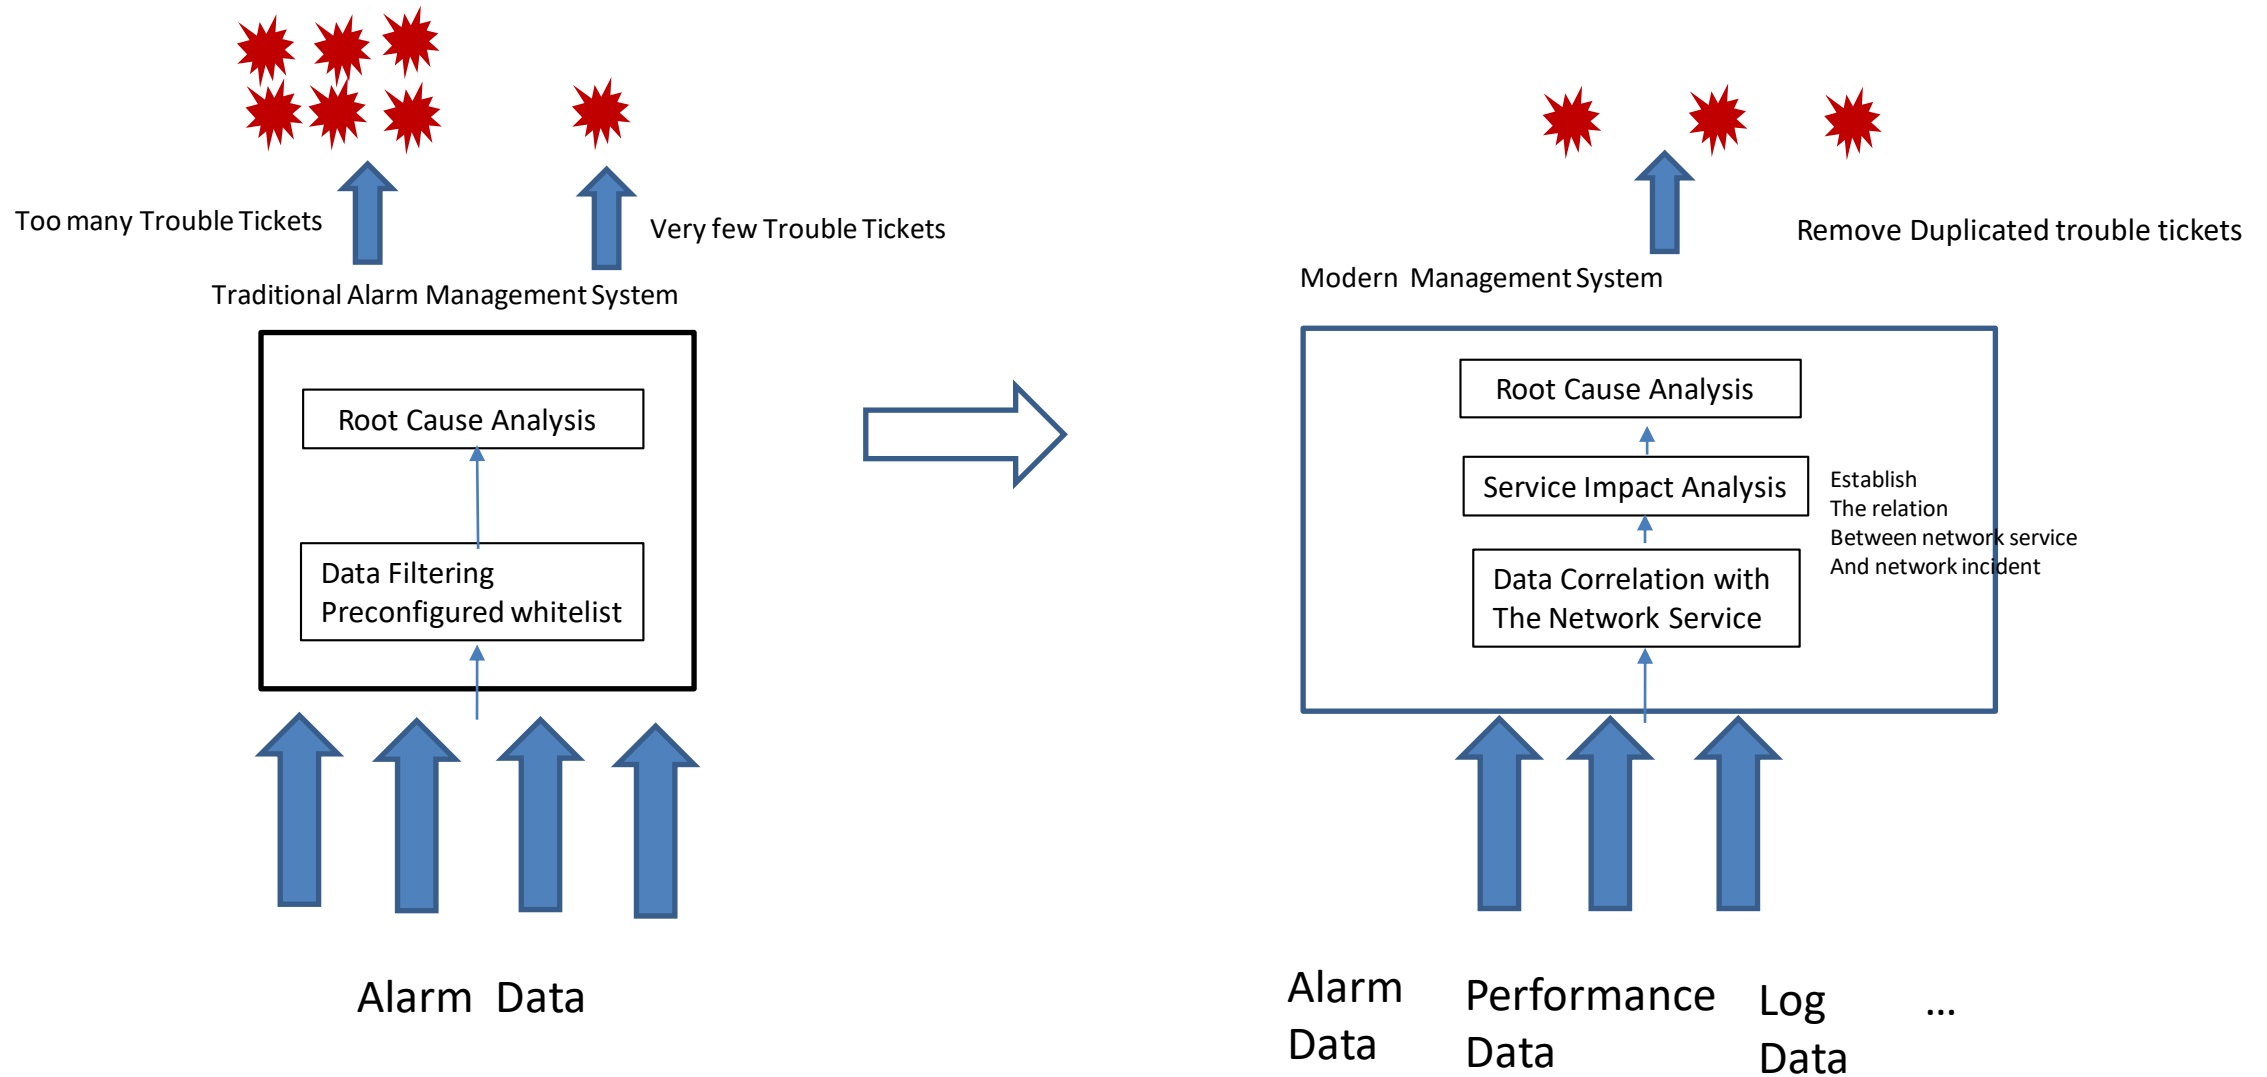 Too many Trouble Tickets
Very few Trouble Tickets
Traditional Alarm Management System
Root Cause Analysis
Data Filtering
Preconfigured whitelist
Alarm Data
Remove Duplicated trouble tickets
Modern Management System
Root Cause Analysis
Service Impact Analysis
Establish
The relation
Between network service
And network incident
Data Correlation with
The Network Service
Alarm
Data
Performance
Data
Log
Data
...